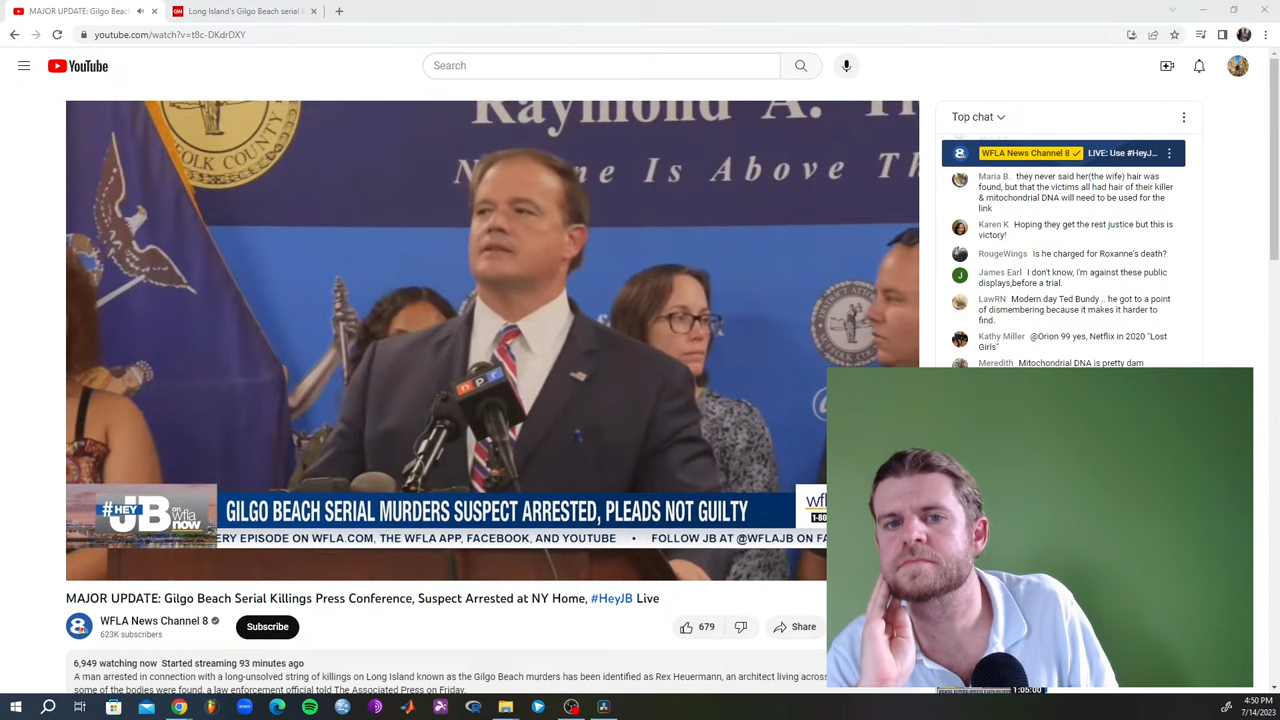 MAJOR UPDATE: Gilgo Beac
Long Island's Gilgo Beach serial k
youtube.com/watch?v=t8c-DKdrDXY
YouTube
Search
Raymond A.
FOLK COUNTY
Is Above
DISTRICT
npr
#HEY JB on wfla now
GILGO BEACH SERIAL MURDERS SUSPECT ARRESTED, PLEADS NOT GUILTY
wfl
1-80
ERY EPISODE ON WFLA.COM, THE WFLA APP, FACEBOOK, AND YOUTUBE • FOLLOW JB AT @WFLAJB ON FA
Top chat
WFLA News Channel 8 LIVE: Use #HeyJ...
Maria B. they never said her(the wife) hair was
found, but that the victims all had hair of their killer
& mitochondrial DNA will need to be used for the
link
Karen K Hoping they get the rest justice but this is
victory!
RougeWings Is he charged for Roxanne's death?
James Earl I don't know, I'm against these public
displays,before a trial.
LawRN Modern day Ted Bundy .. he got to a point
of dismembering because it makes it harder to
find.
Kathy Miller @Orion 99 yes, Netflix in 2020 "Lost
Girls"
Meredith Mitochondrial DNA is pretty dam
MAJOR UPDATE: Gilgo Beach Serial Killings Press Conference, Suspect Arrested at NY Home, #HeyJB Live
WFLA News Channel 8
623K subscribers
Subscribe
679
Share
6,949 watching now Started streaming 93 minutes ago
A man arrested in connection with a long-unsolved string of killings on Long Island known as the Gilgo Beach murders has been identified as Rex Heuermann, an architect living across
some of the bodies were found, a law enforcement official told The Associated Press on Friday.
1:05:00
4:50 PM
7/14/2023